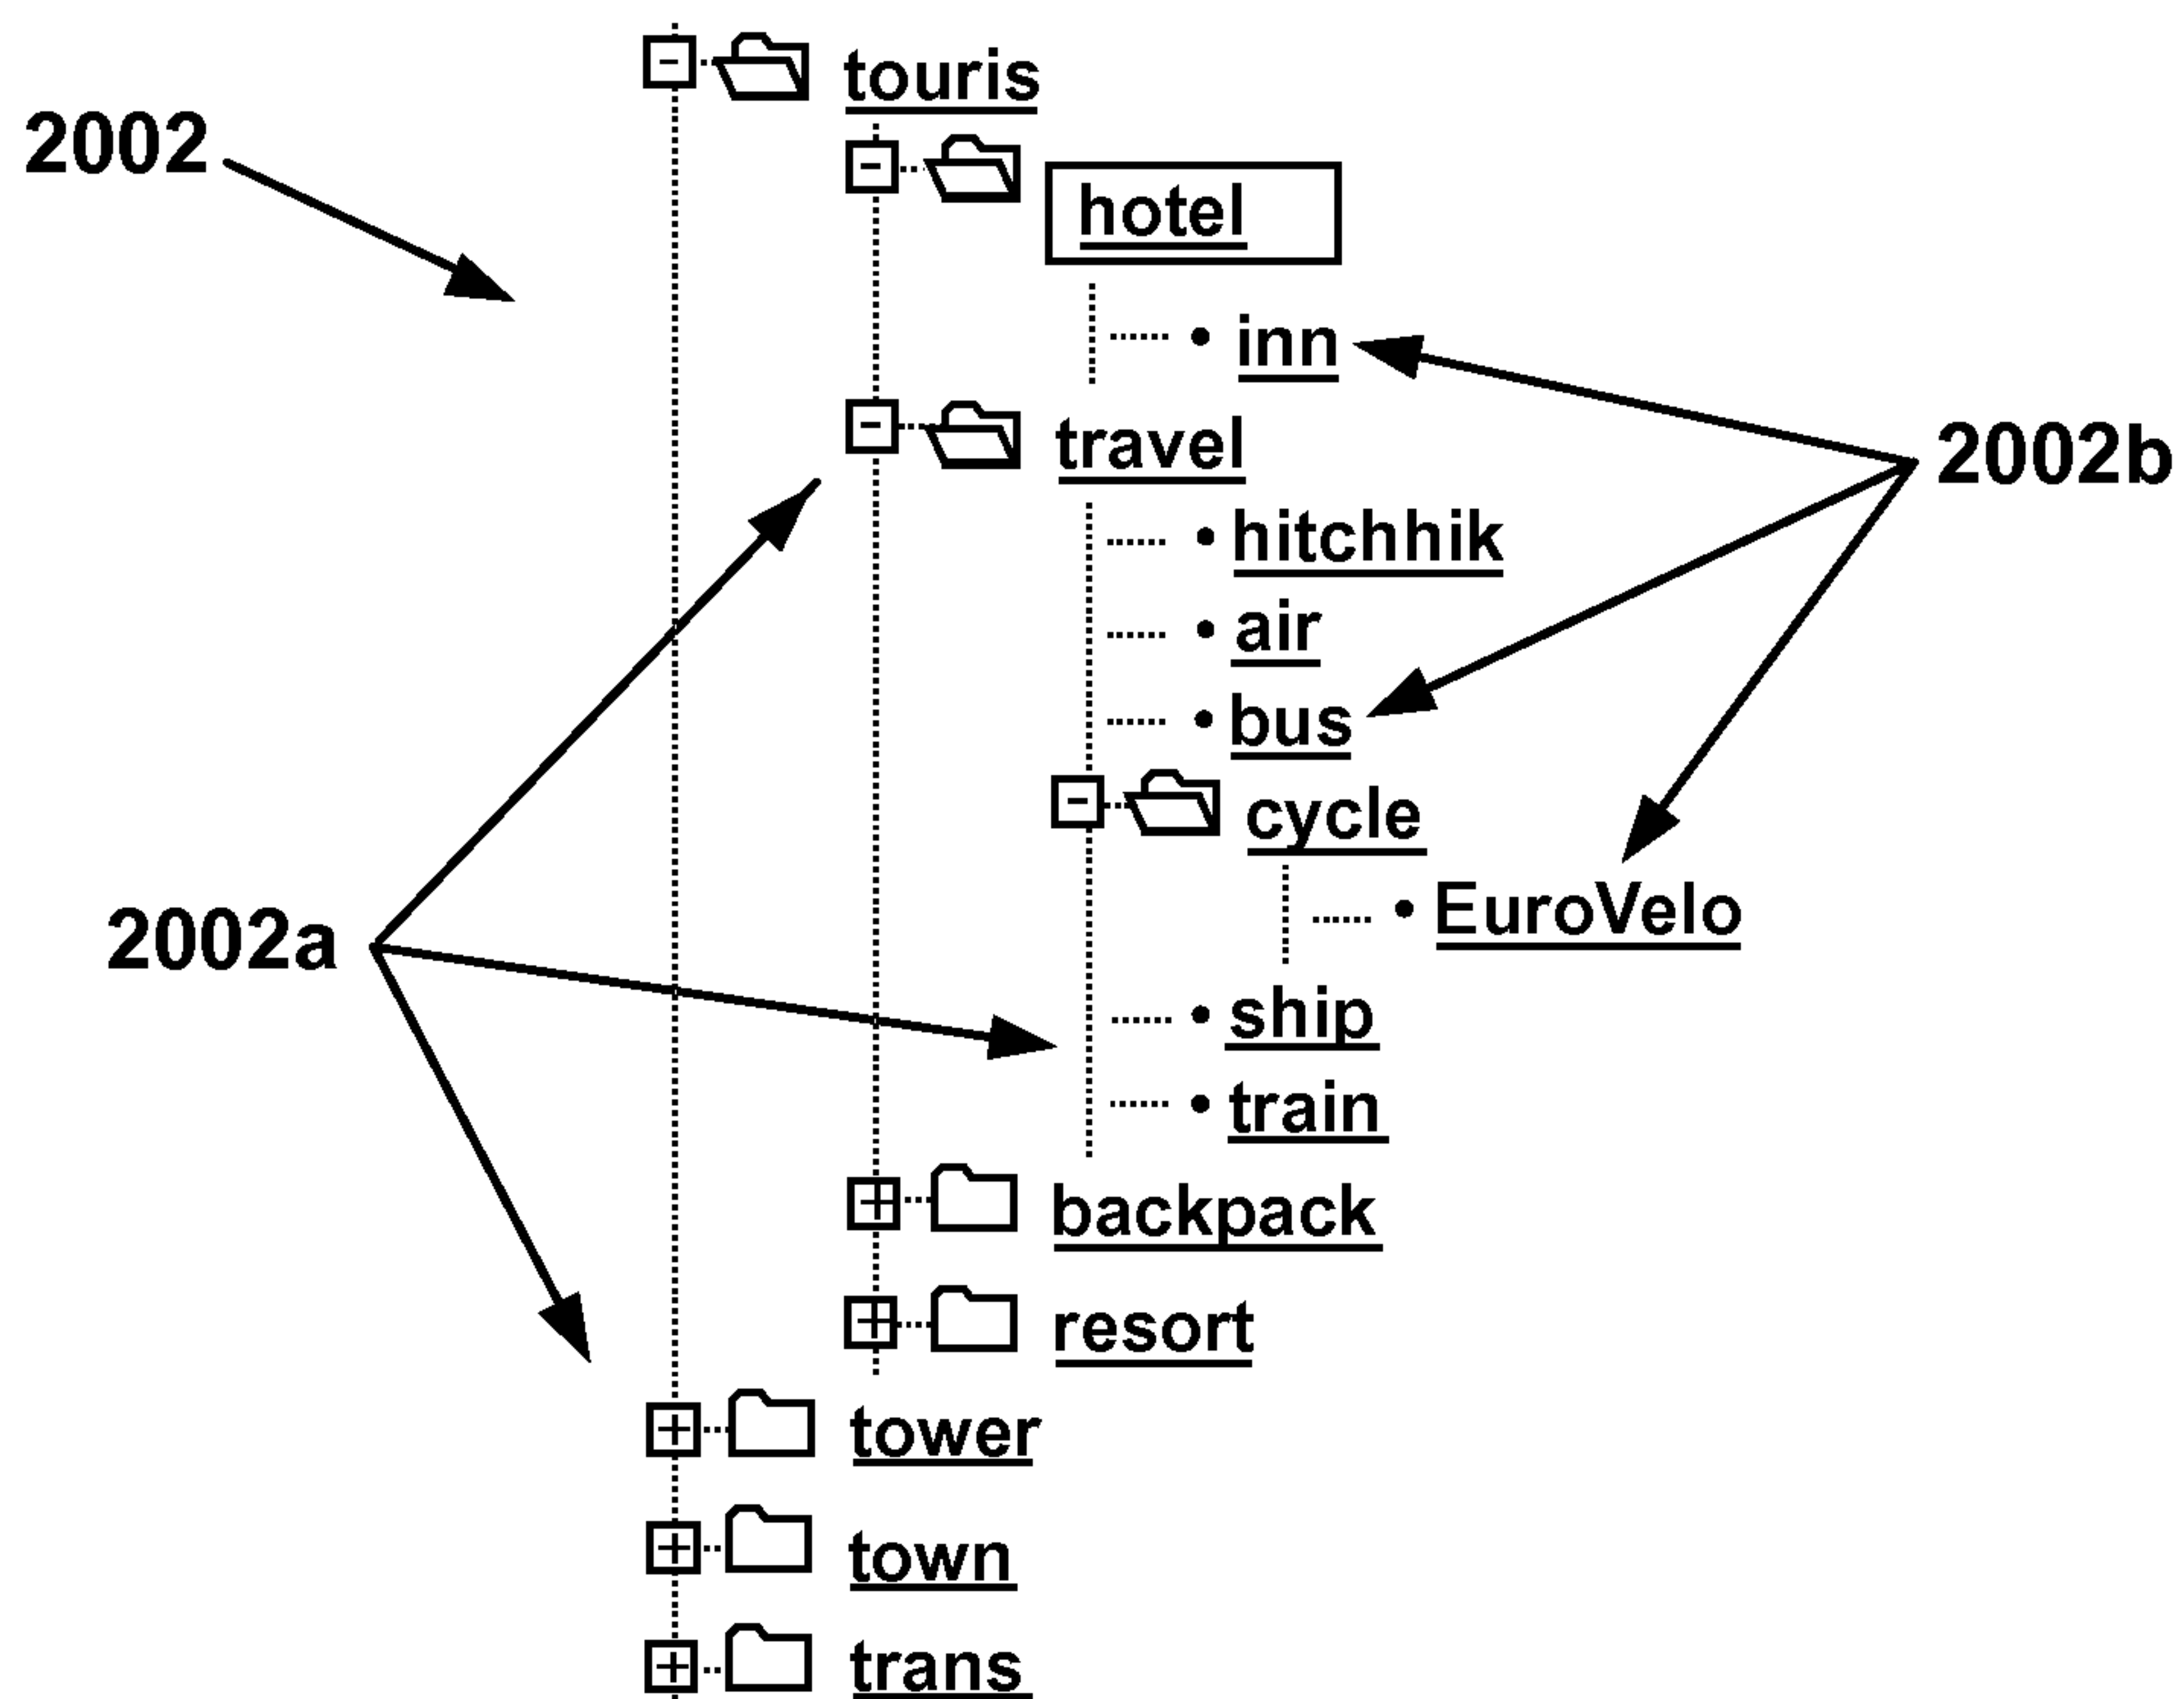 touris
2002
hotel
inn
travel
2002b
hitchhik
air
bus
cycle
EuroVelo
2002a
ship
train
backpack
resort
tower
town
trans